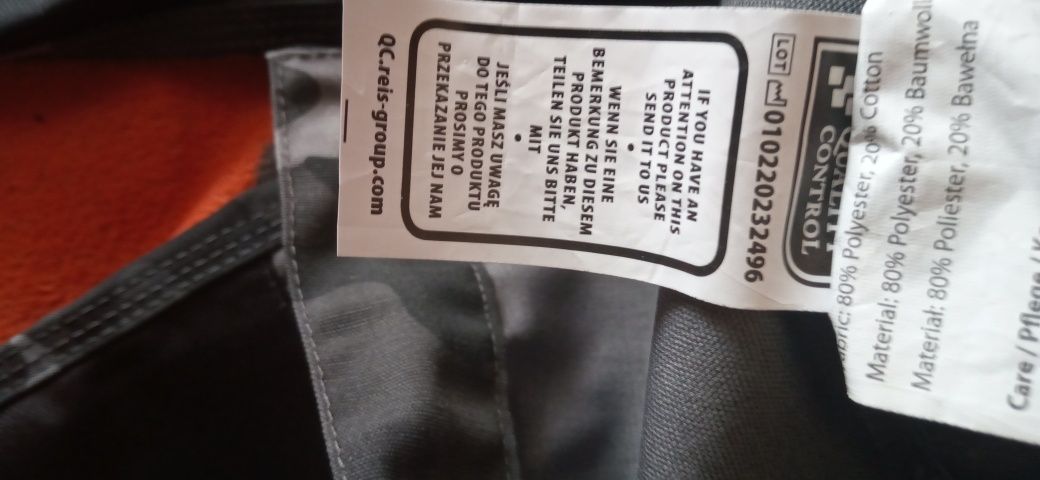 QUALITY
CONTROL
LOT 010220232496
IF YOU HAVE AN
ATTENTION ON THIS
PRODUCT PLEASE
SEND IT TO US
•
WENN SIE EINE
BEMERKUNG ZU DIESEM
PRODUKT HABEN,
TEILEN SIE UNS BITTE
MIT
•
JEŚLI MASZ UWAGE
DO TEGO PRODUKTU
PROSIMY O
PRZEKAZANIE JEJ NAM
QC.reis-group.com
80% Polyester, 20% Cotton
Material: 80% Polyester, 20% Baumwoll
Materiał: 80% Poliester, 20% Bawełna
Care / Pflege /